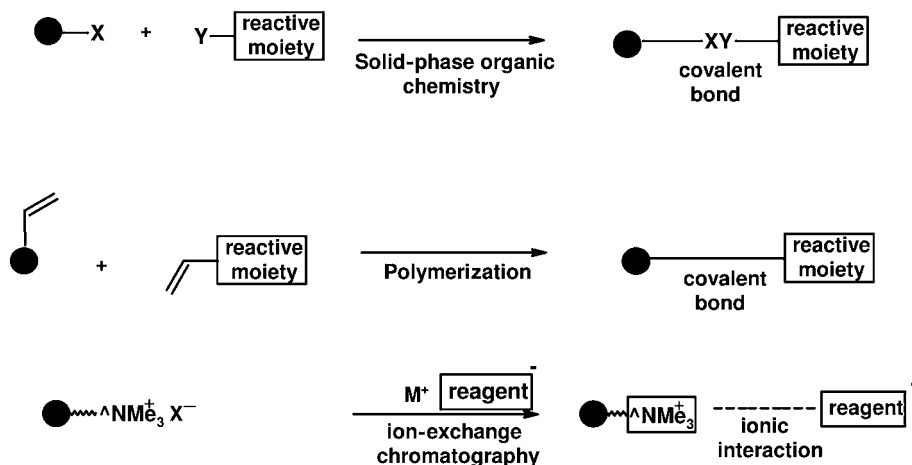 X + Y reactive moiety
Solid-phase organic chemistry
XY reactive moiety
covalent bond
+ reactive moiety
Polymerization
reactive moiety
covalent bond
^NMe3+ X−
M+ reagent-
ion-exchange chromatography
^NMe3+ reagent-
ionic interaction